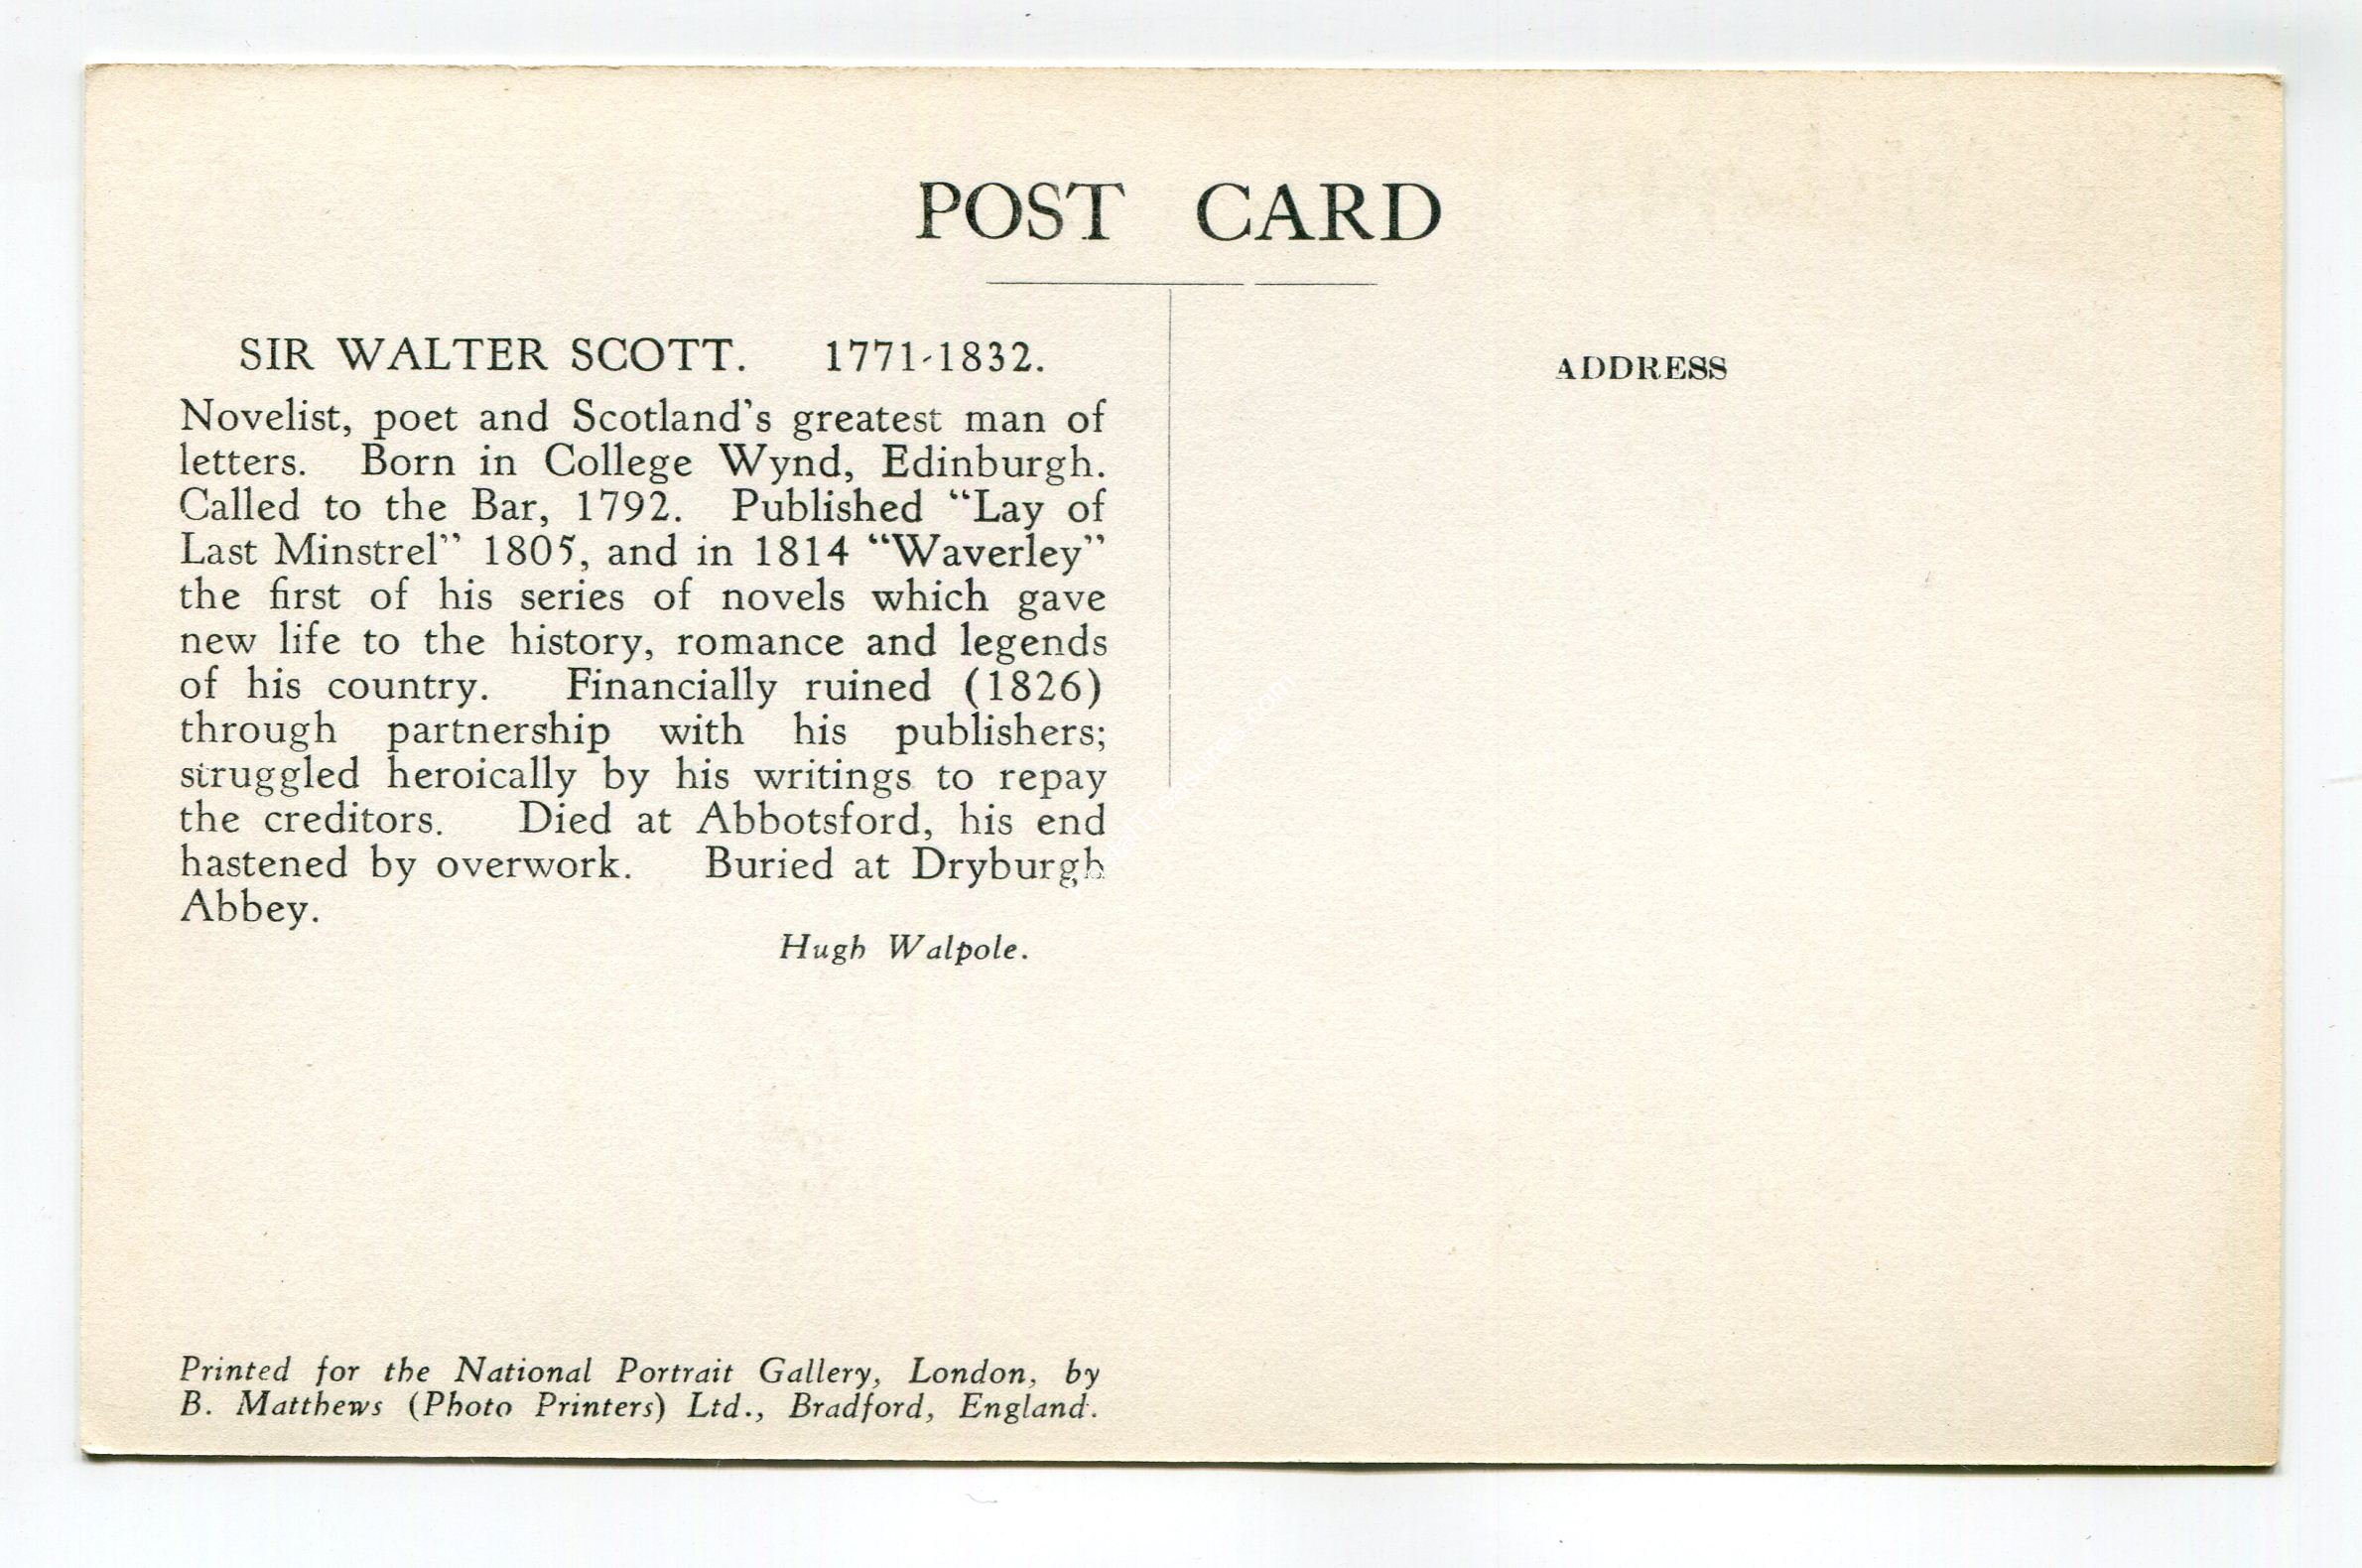 POST CARD
SIR WALTER SCOTT. 1771-1832.
Novelist, poet and Scotland's greatest man of
letters. Born in College Wynd, Edinburgh.
Called to the Bar, 1792. Published “Lay of
Last Minstrel” 1805, and in 1814 “Waverley”
the first of his series of novels which gave
new life to the history, romance and legends
of his country. Financially ruined (1826)
through partnership with his publishers;
struggled heroically by his writings to repay
the creditors. Died at Abbotsford, his end
hastened by overwork. Buried at Dryburgh
Abbey.
Hugh Walpole.
ADDRESS
Printed for the National Portrait Gallery, London, by
B. Matthews (Photo Printers) Ltd., Bradford, England.